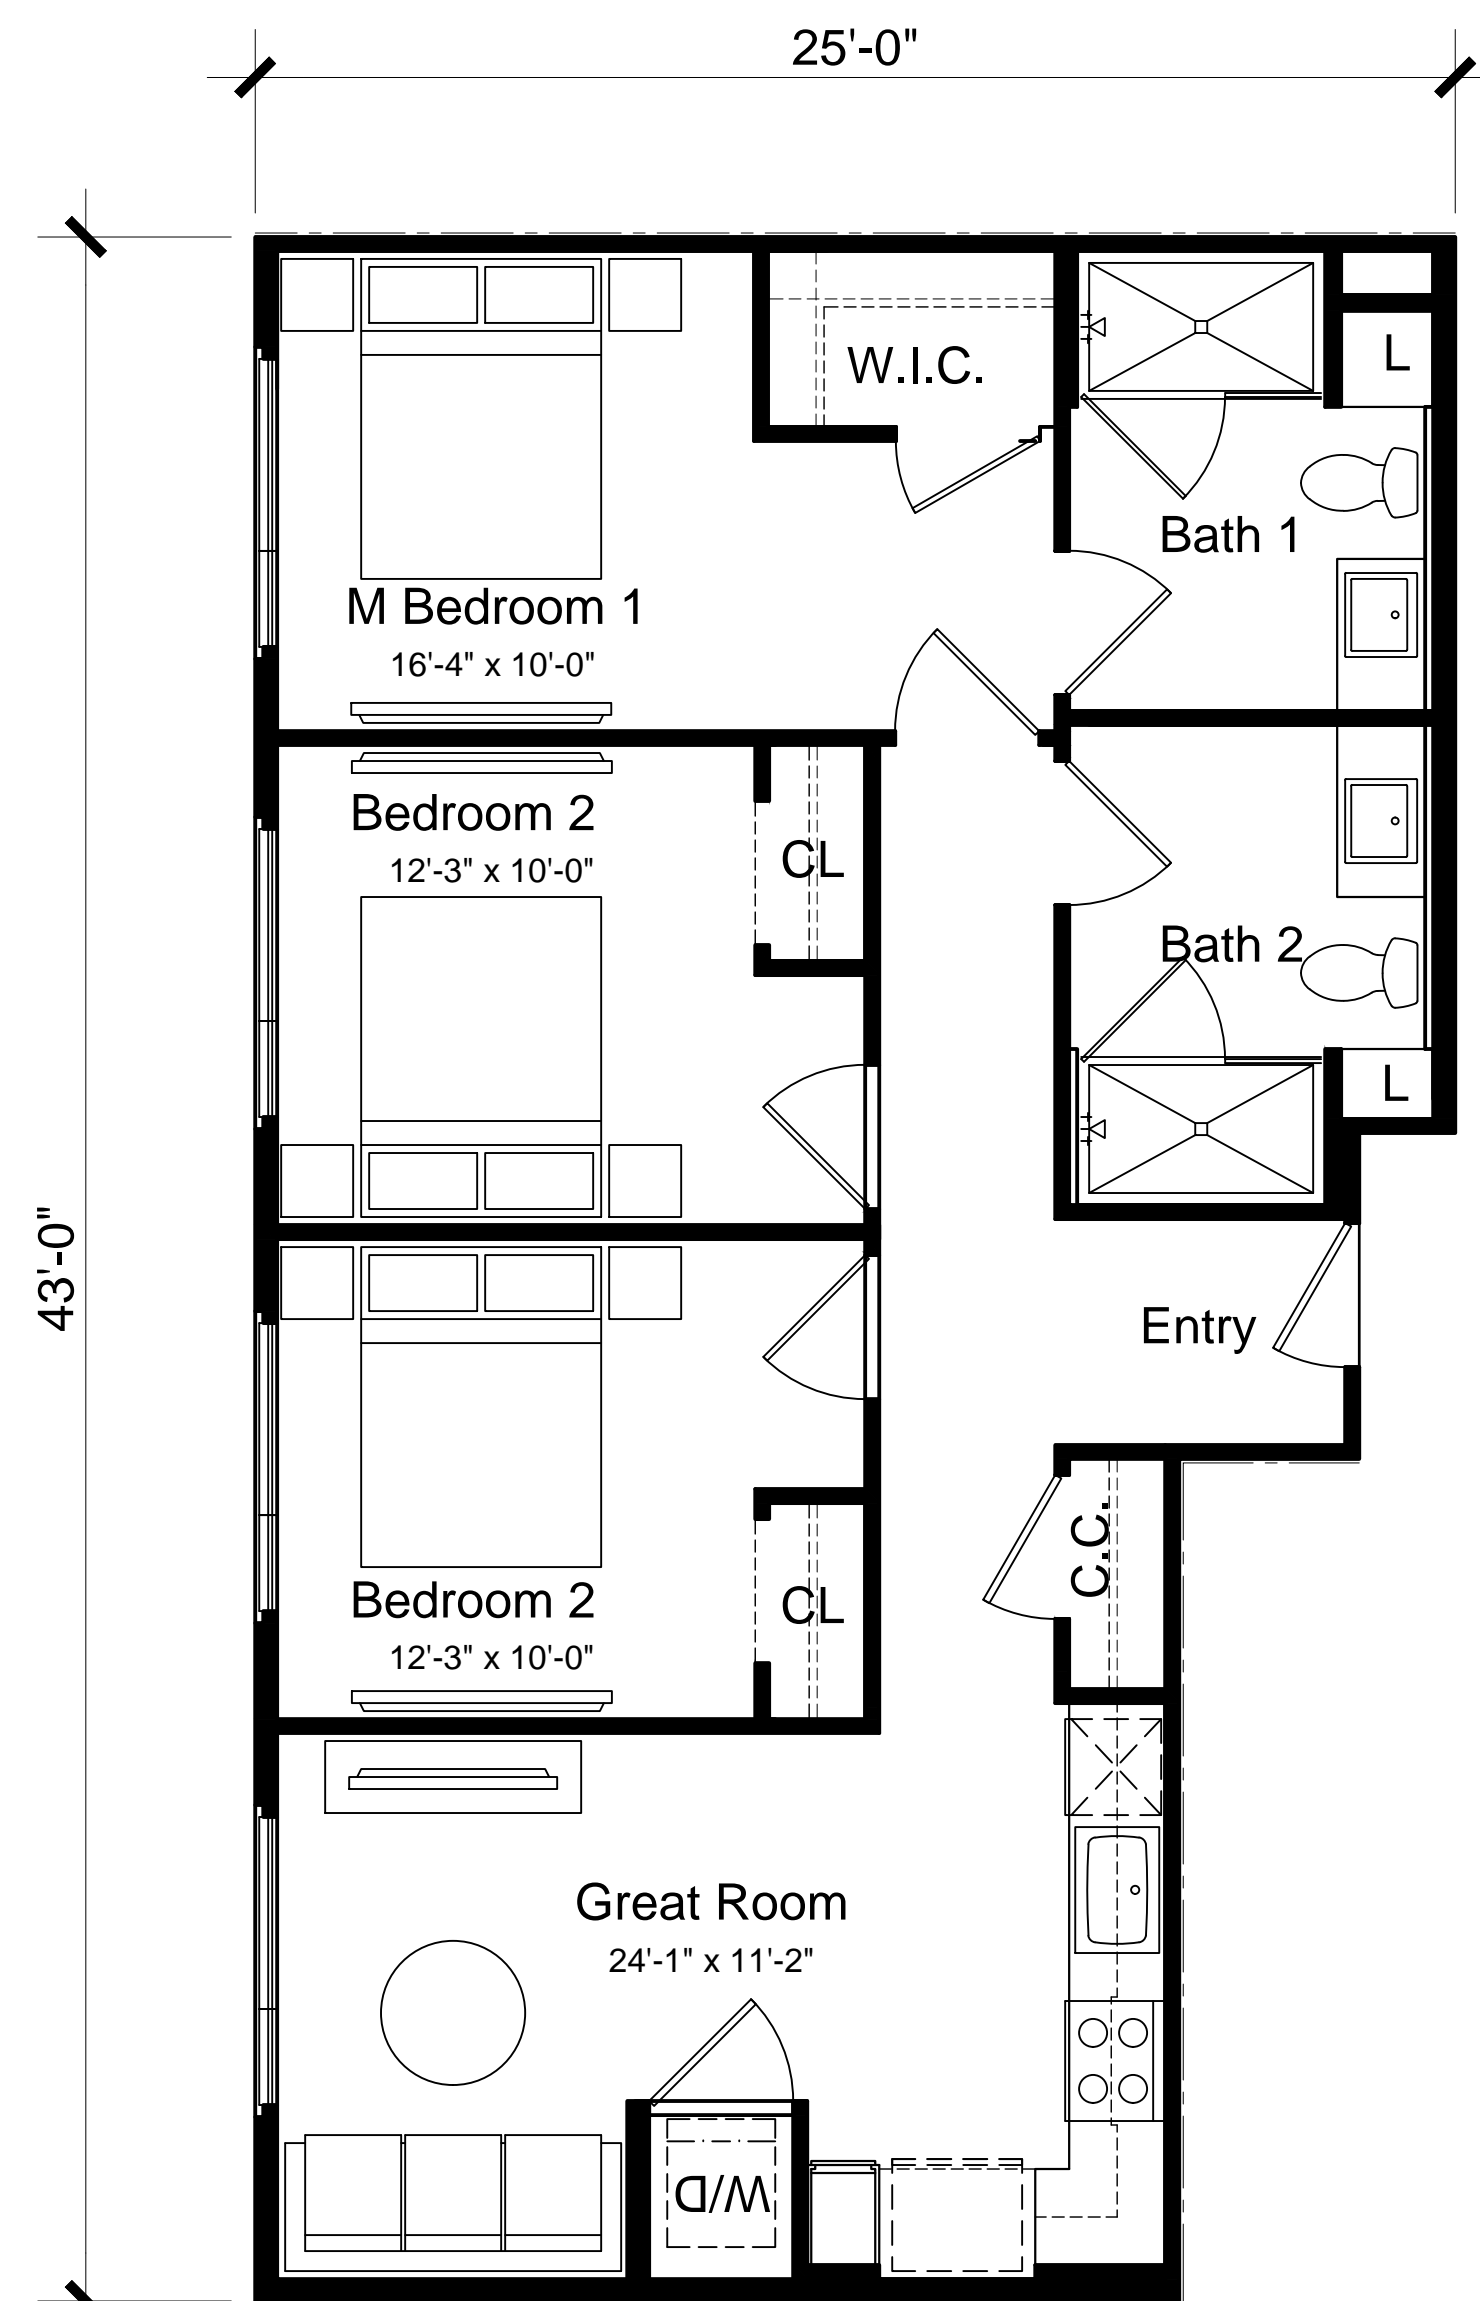 25'-0"
43'-0"
W.I.C.
L
Bath 1
M Bedroom 1
16'-4" x 10'-0"
Bedroom 2
12'-3" x 10'-0"
CL
Bath 2
L
Entry
C.C.
Bedroom 2
12'-3" x 10'-0"
CL
Great Room
24'-1" x 11'-2"
W/D